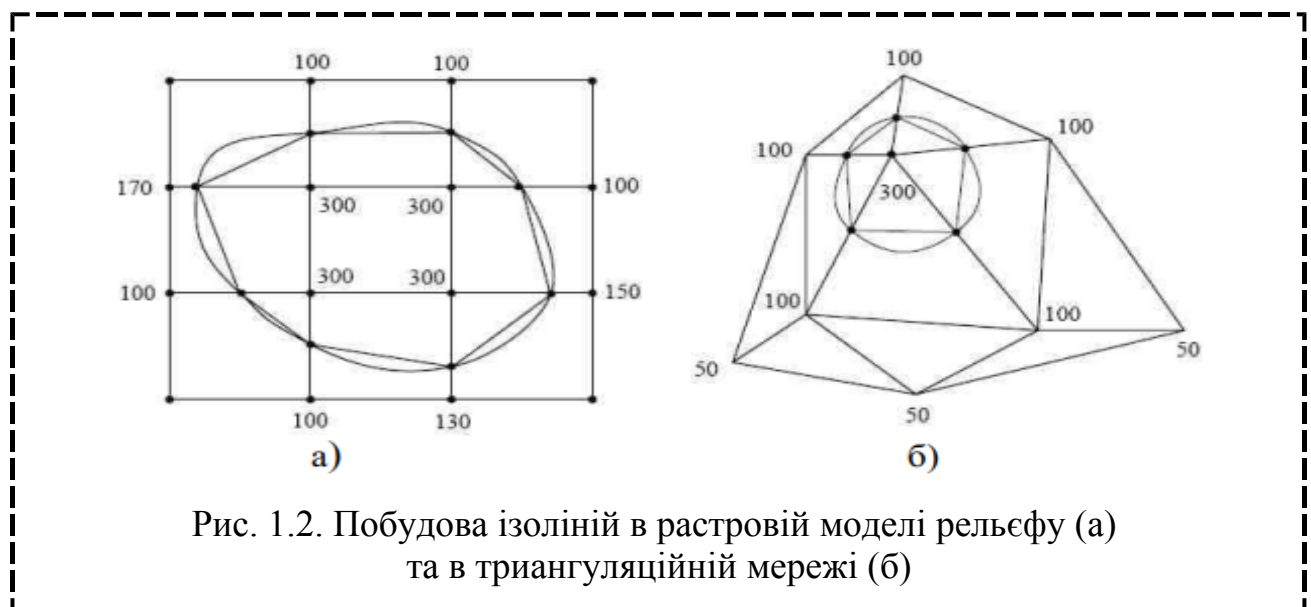 100 100
170 300 300 100
100 300 300 150
100 130
а)
100
100 100
300
100 100
50 50
50
б)
Рис. 1.2. Побудова ізоліній в растровій моделі рельєфу (а)
та в триангуляційній мережі (б)